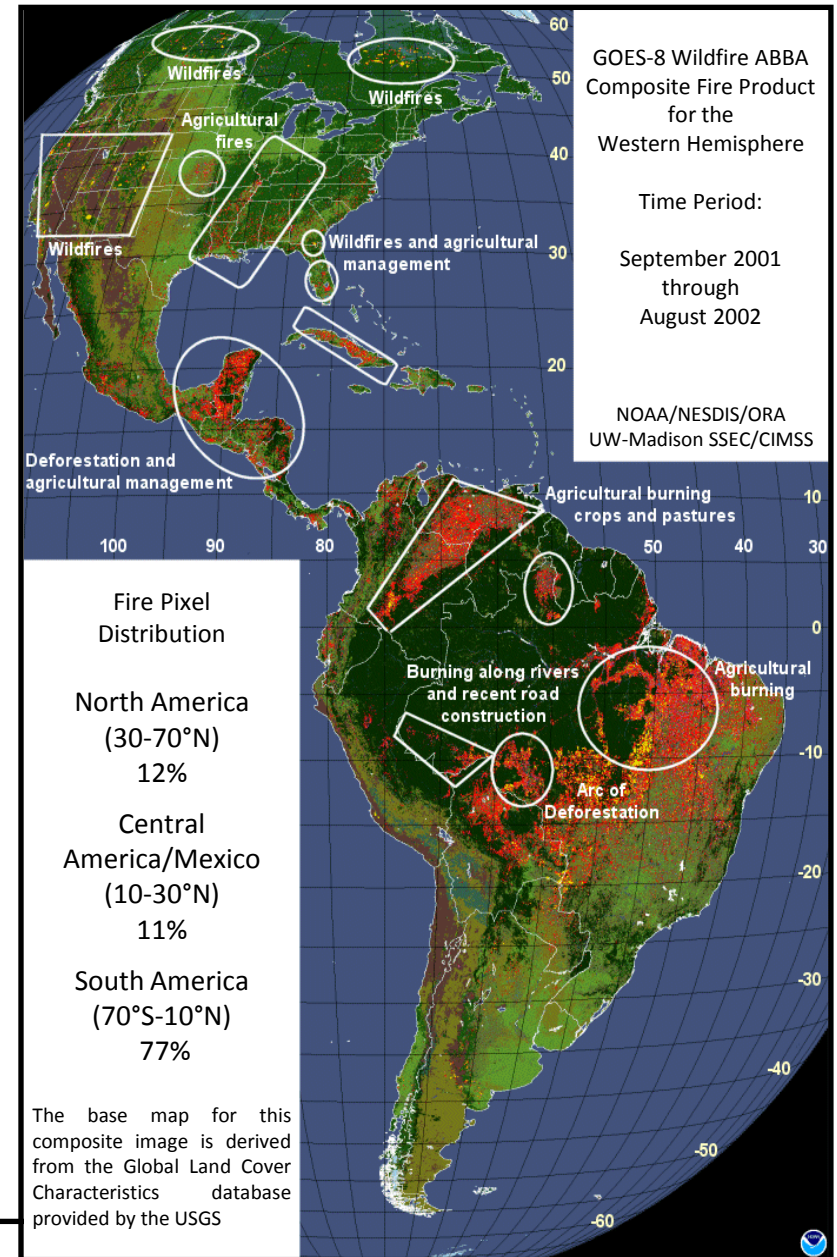 GOES-8 Wildfire ABBA
Composite Fire Product
for the
Western Hemisphere
Time Period:
September 2001
through
August 2002
NOAA/NESDIS/ORA
UW-Madison SSEC/CIMSS
60
50
40
30
20
10
0
-10
-20
-30
-40
-50
-60
100
90
80
50
40
30
Wildfires
Wildfires
Agricultural
fires
Wildfires
Wildfires and agricultural
management
Deforestation and
agricultural management
Agricultural burning
crops and pastures
Burning along rivers
and recent road
construction
Agricultural
burning
Arc of
Deforestation
Fire Pixel
Distribution
North America
(30-70°N)
12%
Central
America/Mexico
(10-30°N)
11%
South America
(70°S-10°N)
77%
The base map for this
composite image is derived
from the Global Land Cover
Characteristics database
provided by the USGS